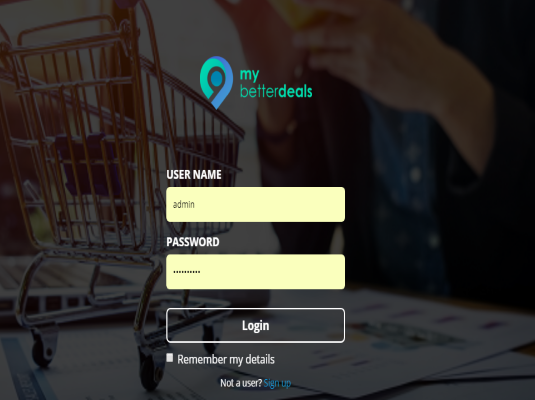 my
betterdeals
USER NAME
admin
PASSWORD
••••••••••
Login
Remember my details
Not a user? Sign up